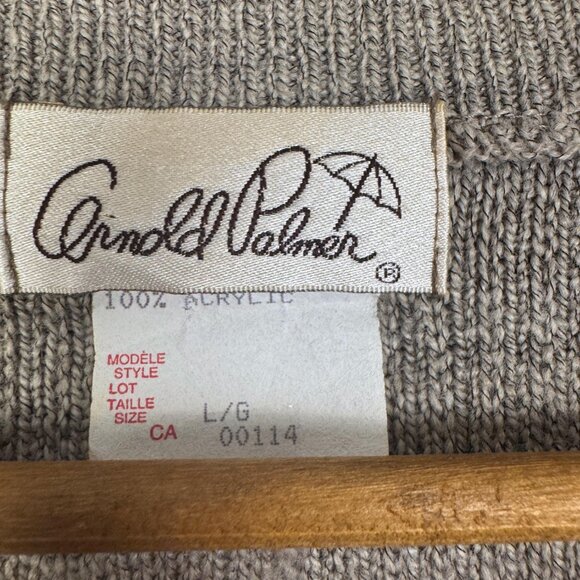 Arnold Palmer
®
100% ACRYLIC
MODÈLE
STYLE
LOT
TAILLE
SIZE L/G
CA 00114